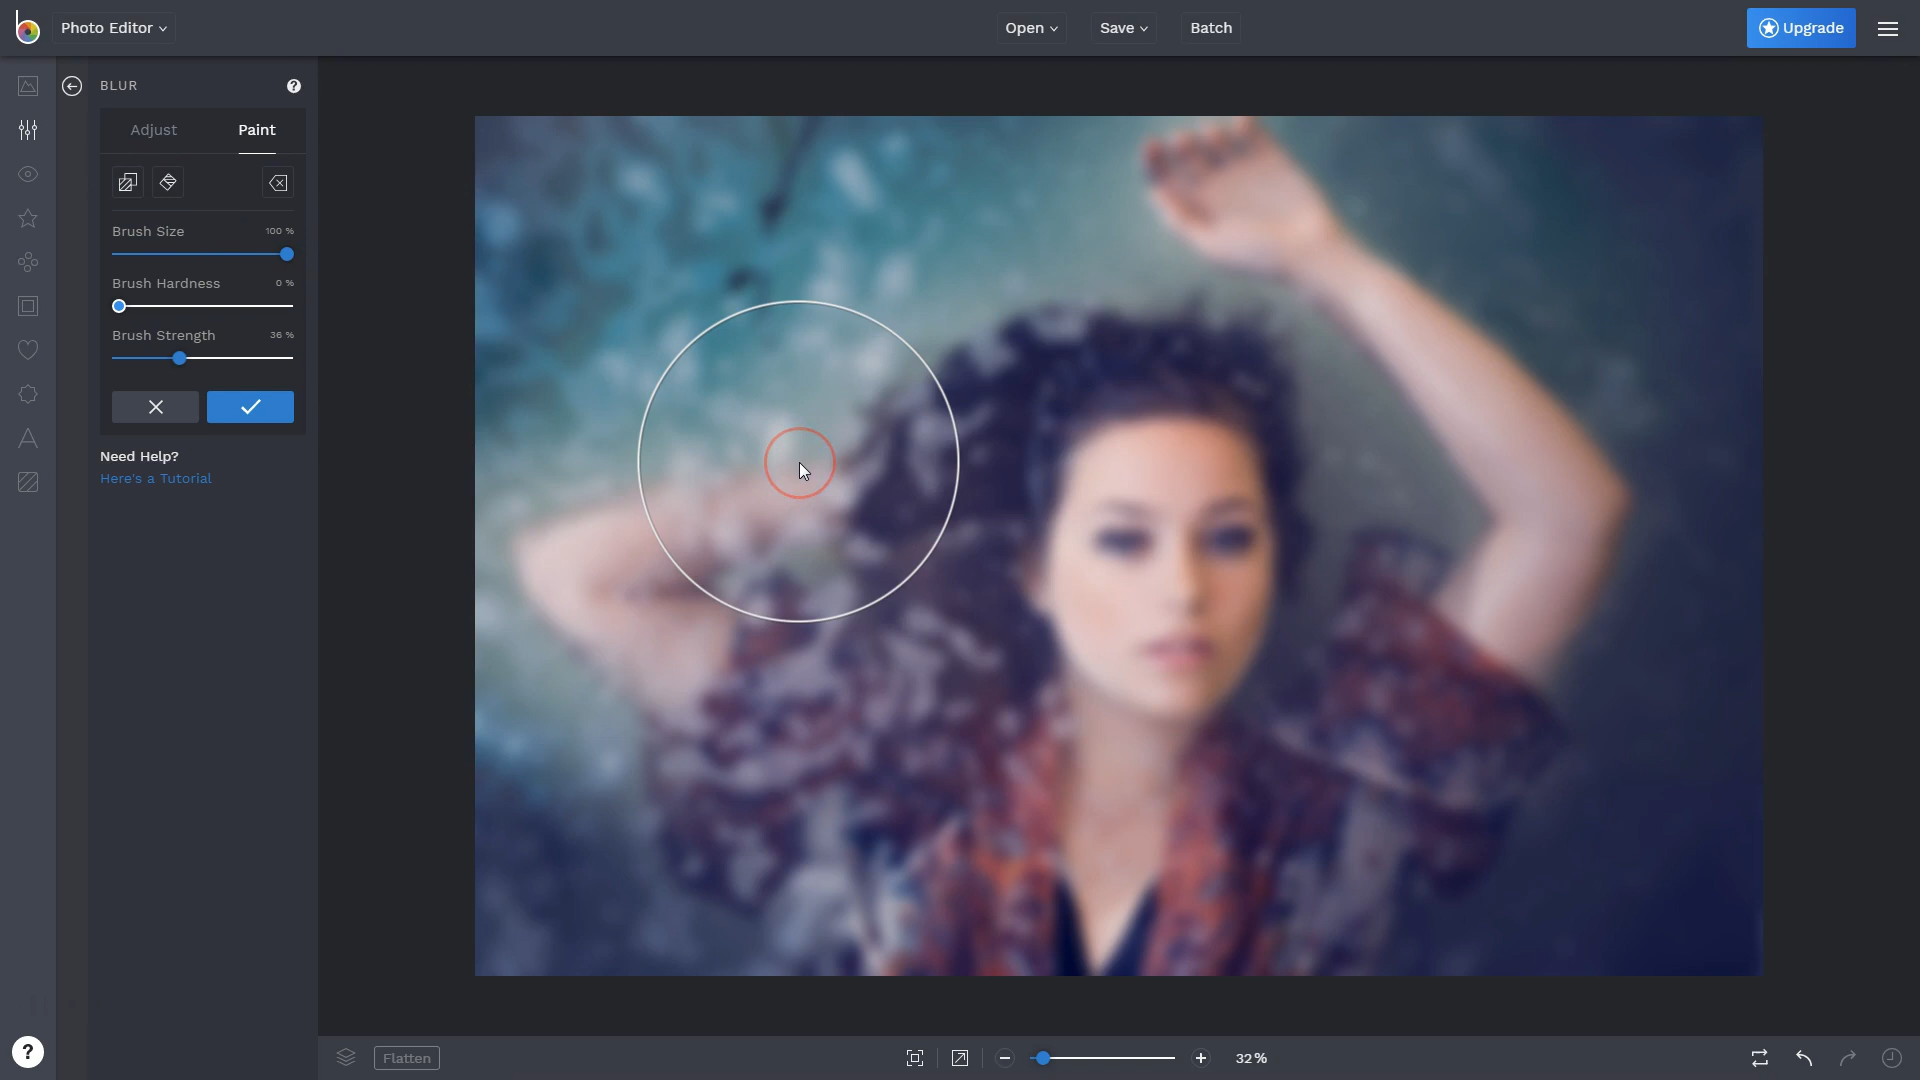 Photo Editor
Open
Save
Batch
Upgrade
BLUR
?
Adjust
Paint
Brush Size
100 %
Brush Hardness
0 %
Brush Strength
36 %
Need Help?
Here's a Tutorial
?
Flatten
32 %